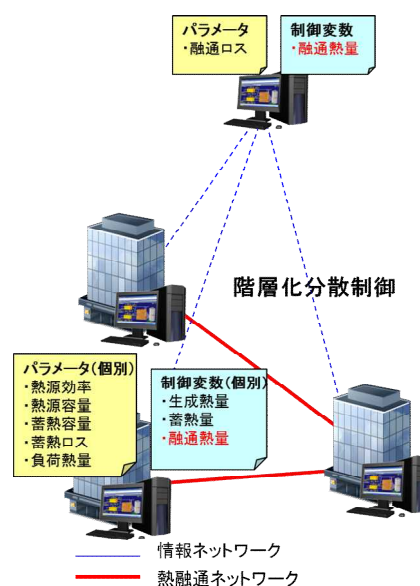 パラメータ
・融通ロス
制御変数
・融通熱量
階層化分散制御
パラメータ(個別)
・熱源効率
・熱源容量
・蓄熱容量
・蓄熱ロス
・負荷熱量
制御変数(個別)
・生成熱量
・蓄熱量
・融通熱量
情報ネットワーク
熱融通ネットワーク